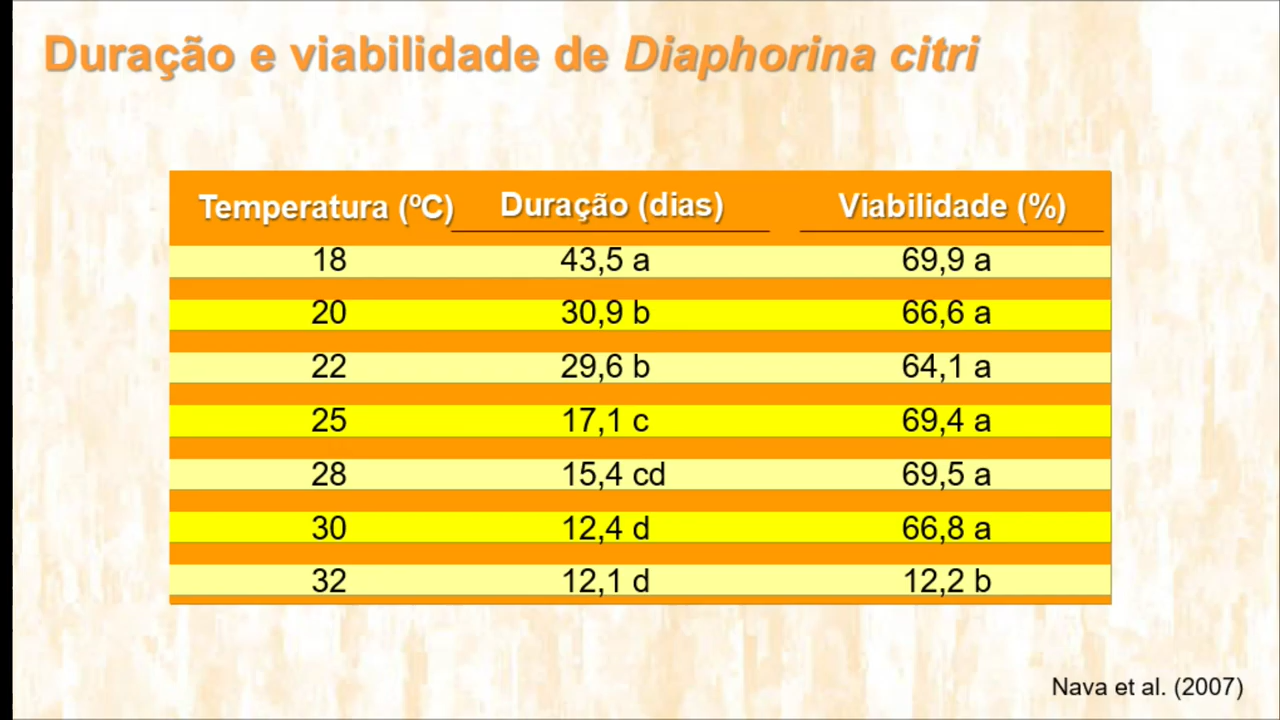 Duração e viabilidade de Diaphorina citri
Temperatura (ºC) Duração (dias) Viabilidade (%)
18 43,5 a 69,9 a
20 30,9 b 66,6 a
22 29,6 b 64,1 a
25 17,1 c 69,4 a
28 15,4 cd 69,5 a
30 12,4 d 66,8 a
32 12,1 d 12,2 b
Nava et al. (2007)